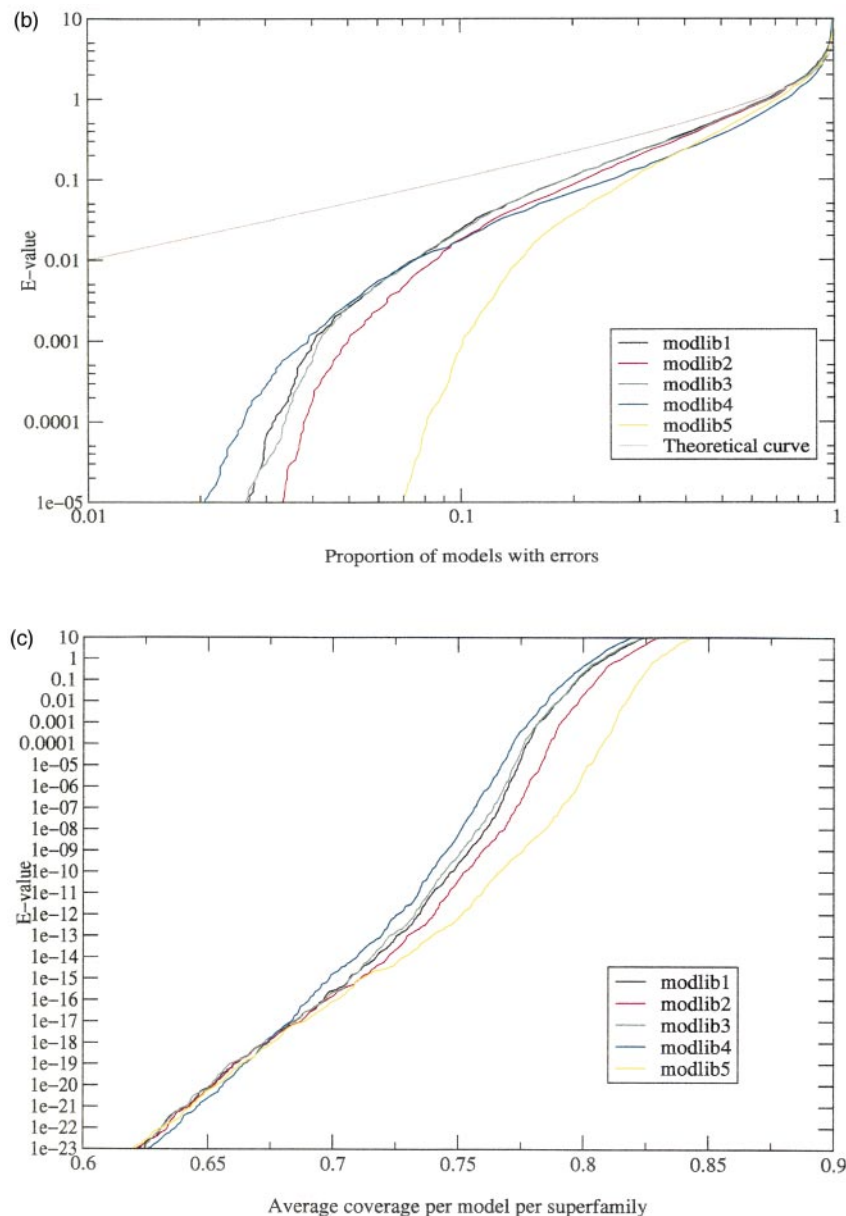 (b)
10
1
0.1
0.01
0.001
0.0001
1e-05
E-value
0.01
0.1
1
Proportion of models with errors
modlib1
modlib2
modlib3
modlib4
modlib5
Theoretical curve
(c)
10
1
0.1
0.01
0.001
0.0001
1e-05
1e-06
1e-07
1e-08
1e-09
1e-10
1e-11
1e-12
1e-13
1e-14
1e-15
1e-16
1e-17
1e-18
1e-19
1e-20
1e-21
1e-22
1e-23
E-value
0.6
0.65
0.7
0.75
0.8
0.85
0.9
Average coverage per model per superfamily
modlib1
modlib2
modlib3
modlib4
modlib5